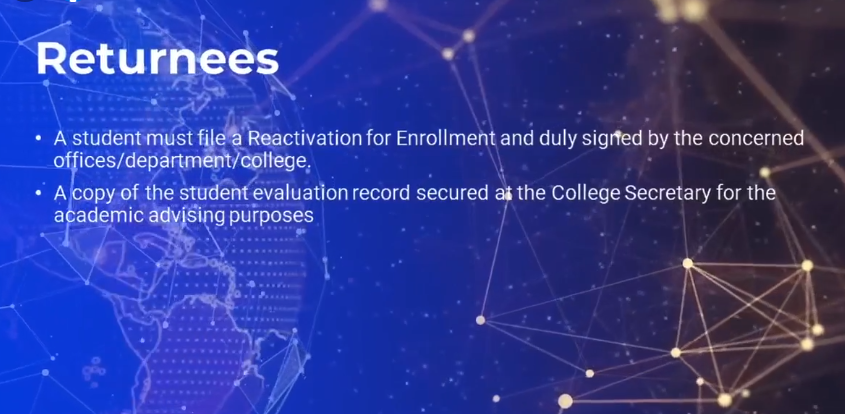 Returnees
• A student must file a Reactivation for Enrollment and duly signed by the concerned
offices/department/college.
• A copy of the student evaluation record secured at the College Secretary for the
academic advising purposes